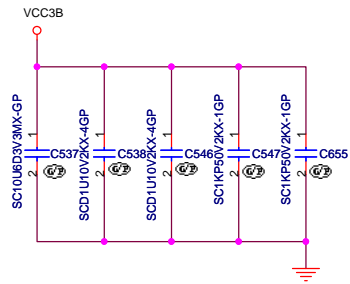 VCC3B
SC10U6D3V3MX-GP
1
C537
2
G/P
SCD1U10V2KX-4GP
1
C538
2
G/P
SCD1U10V2KX-4GP
1
C546
2
G/P
SC1KP50V2KX-1GP
1
C547
2
G/P
SC1KP50V2KX-1GP
1
C655
2
G/P